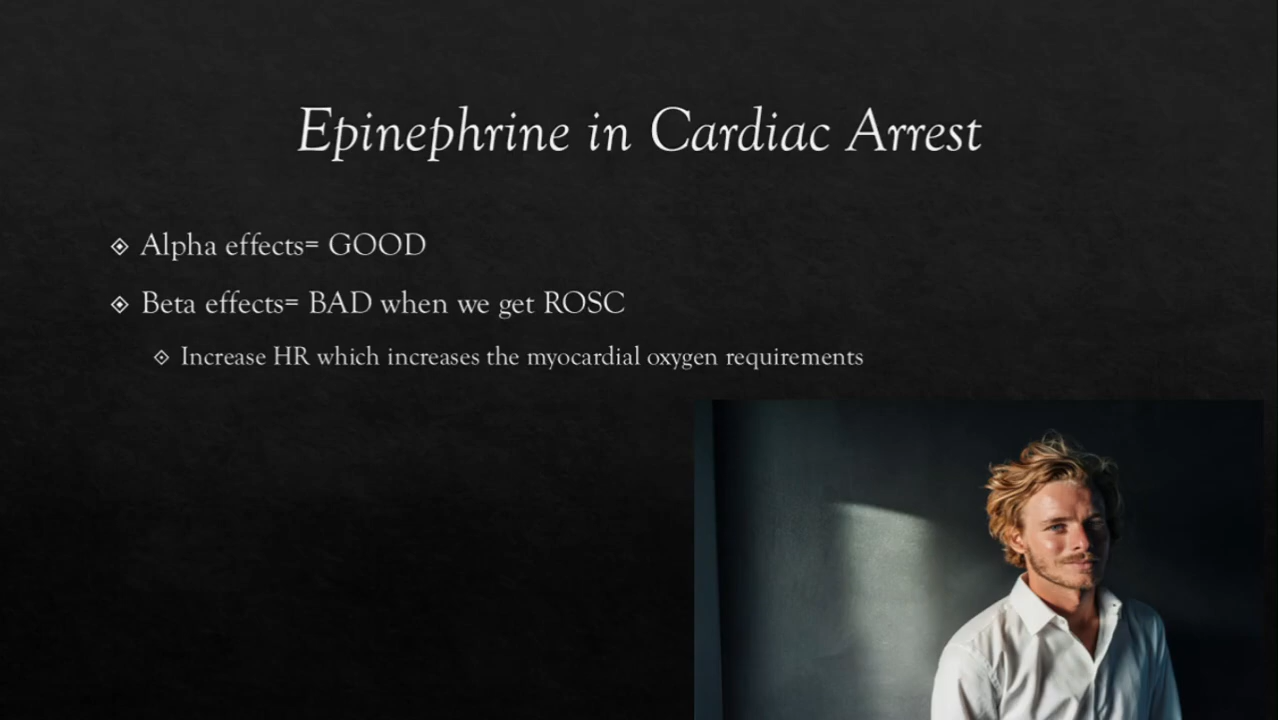 Epinephrine in Cardiac Arrest
Alpha effects= GOOD
Beta effects= BAD when we get ROSC
Increase HR which increases the myocardial oxygen requirements